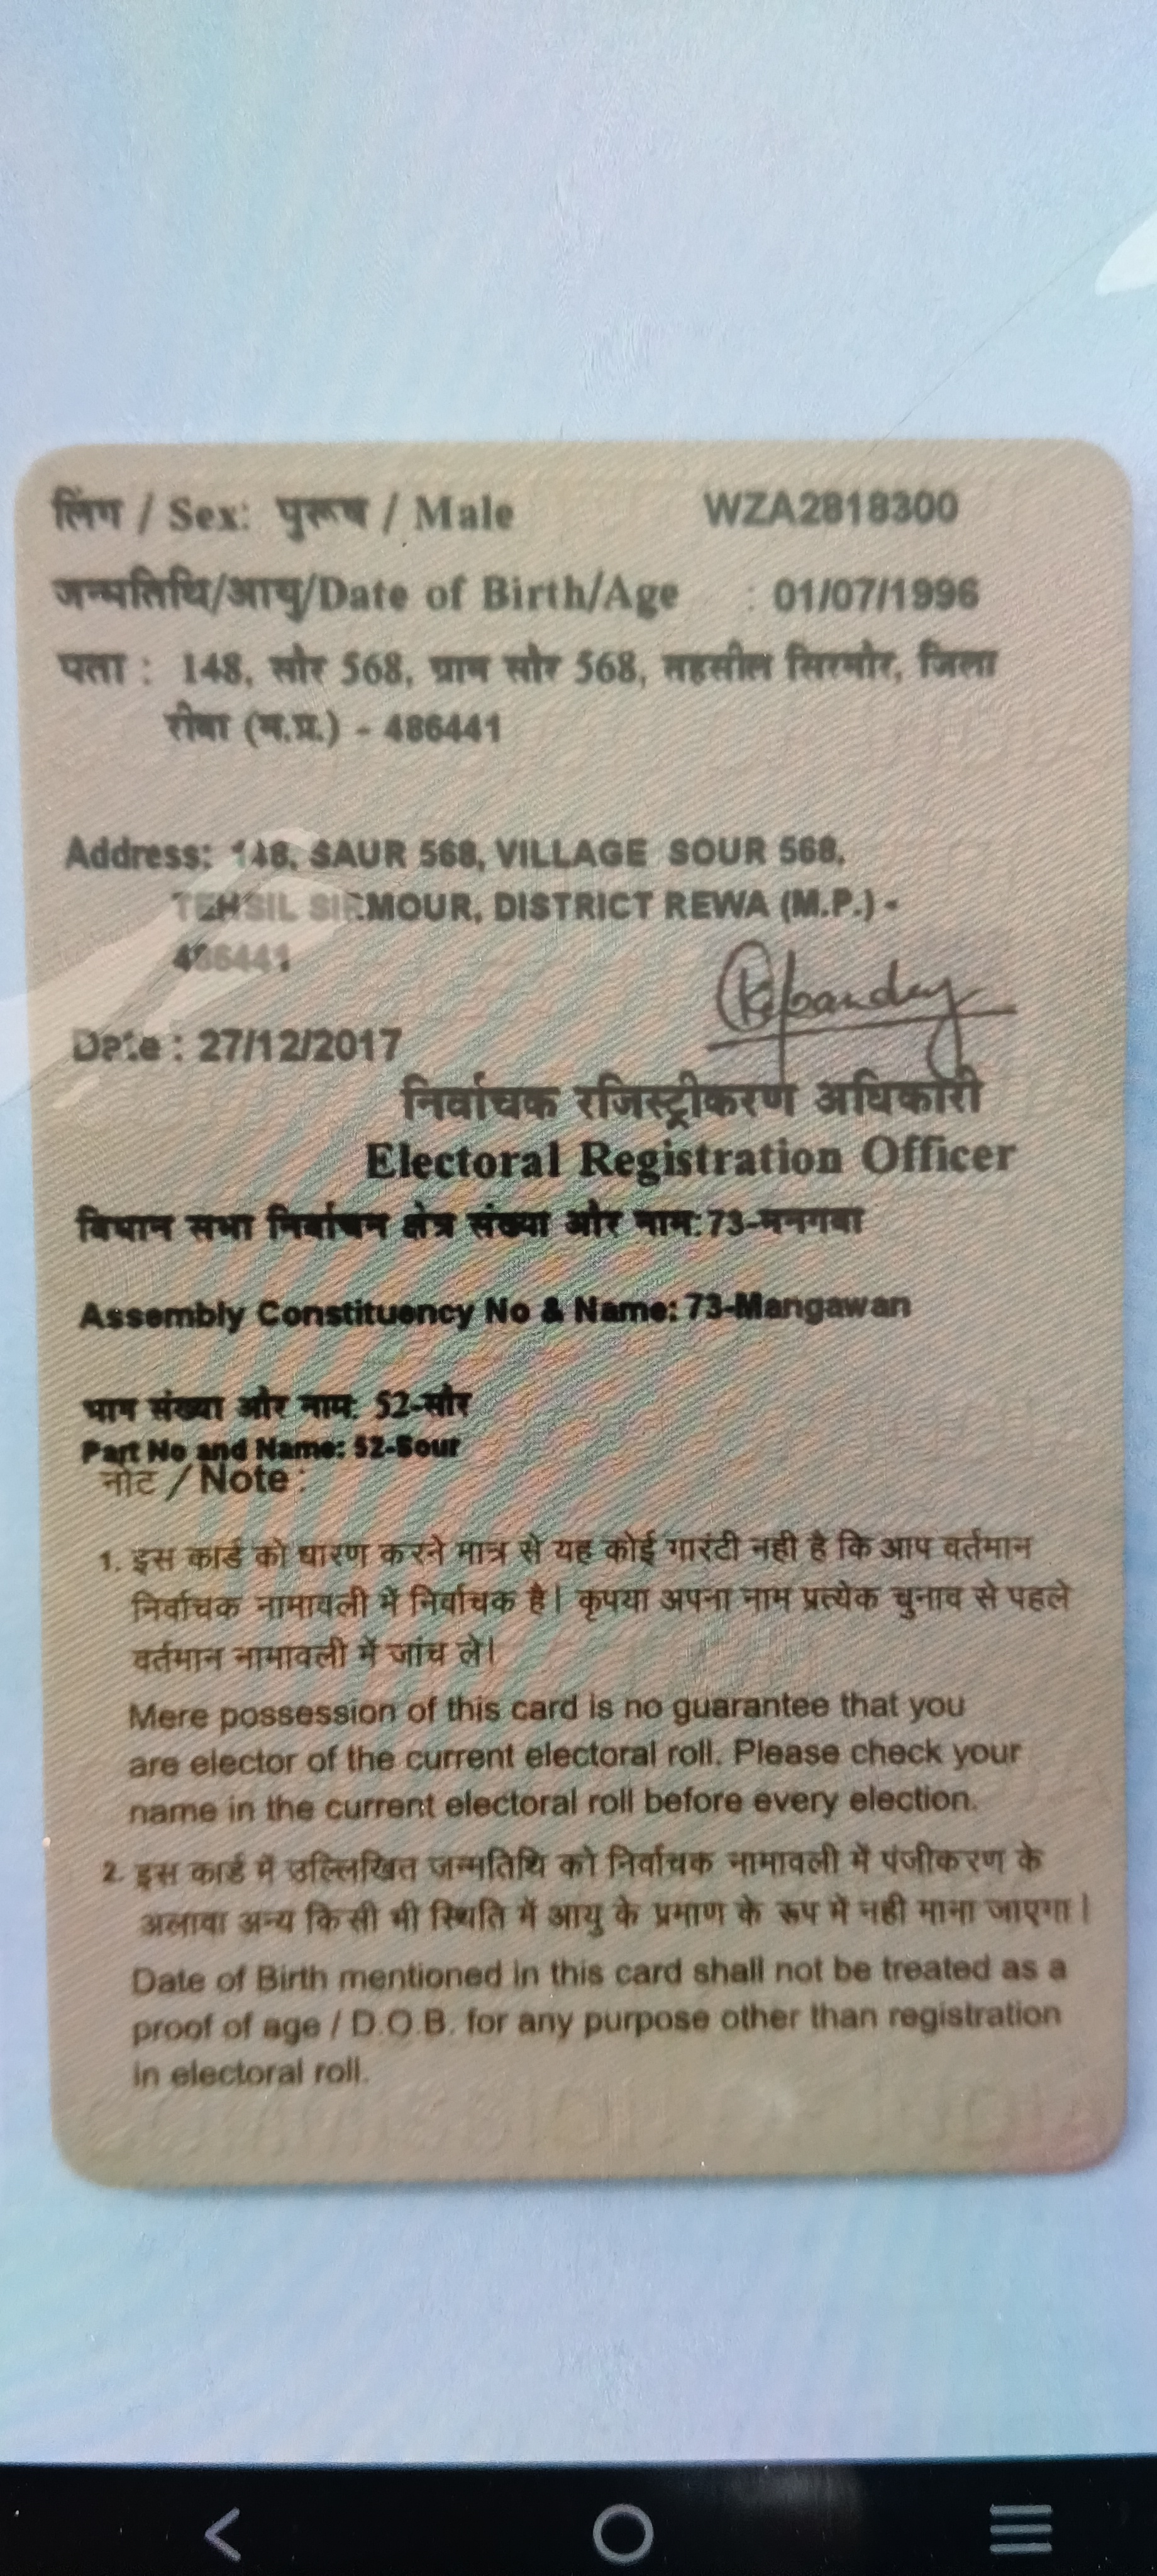 लिंग / Sex: पुरूष / Male WZA2818300
जन्मतिथि/आयु/Date of Birth/Age : 01/07/1996
पता : 148, सौर 568, ग्राम सौर 568, तहसील सिरमौर, जिला
रीवा (म.प्र.) - 486441
Address: 148, SAUR 568, VILLAGE SOUR 568,
TEHSIL SIRMOUR, DISTRICT REWA (M.P.) -
486441
Date : 27/12/2017
निर्वाचक रजिस्ट्रीकरण अधिकारी
Electoral Registration Officer
विधान सभा निर्वाचन क्षेत्र संख्या और नाम: 73-मनगवा
Assembly Constituency No & Name: 73-Mangawan
भाग संख्या और नाम: 52-सौर
Part No and Name: 52-Sour
नोट / Note :
1. इस कार्ड को धारण करने मात्र से यह कोई गारंटी नही है कि आप वर्तमान
निर्वाचक नामावली में निर्वाचक है। कृपया अपना नाम प्रत्येक चुनाव से पहले
वर्तमान नामावली में जांच ले।
Mere possession of this card is no guarantee that you
are elector of the current electoral roll. Please check your
name in the current electoral roll before every election.
2. इस कार्ड में उल्लिखित जन्मतिथि को निर्वाचक नामावली में पंजीकरण के
अलावा अन्य किसी भी स्थिति में आयु के प्रमाण के रूप में नही माना जाएगा।
Date of Birth mentioned in this card shall not be treated as a
proof of age / D.O.B. for any purpose other than registration
in electoral roll.